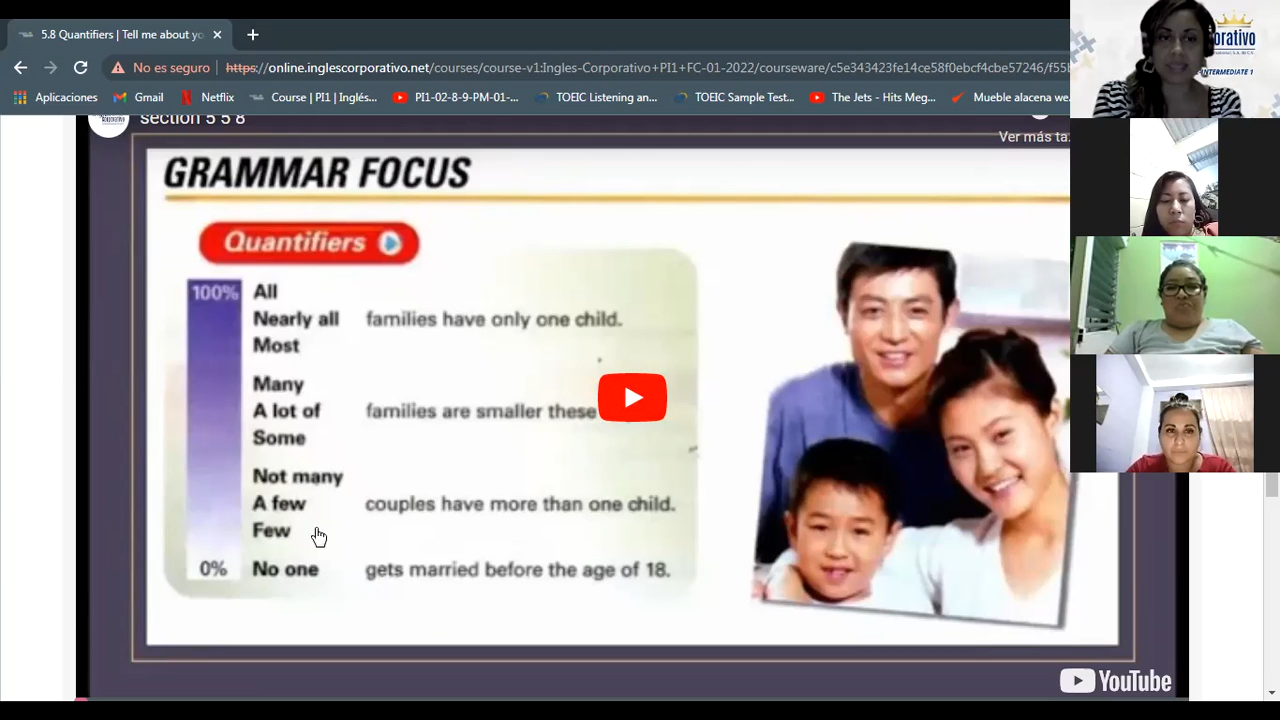 5.8 Quantifiers | Tell me about yo
No es seguro
https://online.inglescorporativo.net/courses/course-v1:Ingles-Corporativo+PI1+FC-01-2022/courseware/c5e343423fe14ce58f0ebcf4cbe57246/f55
Aplicaciones
Gmail
Netflix
Course | PI1 | Inglés...
PI1-02-8-9-PM-01-...
TOEIC Listening an...
TOEIC Sample Test...
The Jets - Hits Meg...
Mueble alacena we
section 5 5 8
Ver más ta
GRAMMAR FOCUS
Quantifiers
100% All
Nearly all families have only one child.
Most
Many
A lot of families are smaller these
Some
Not many
A few couples have more than one child.
Few
0% No one gets married before the age of 18.
YouTube
orativo
INTERMEDIATE 1